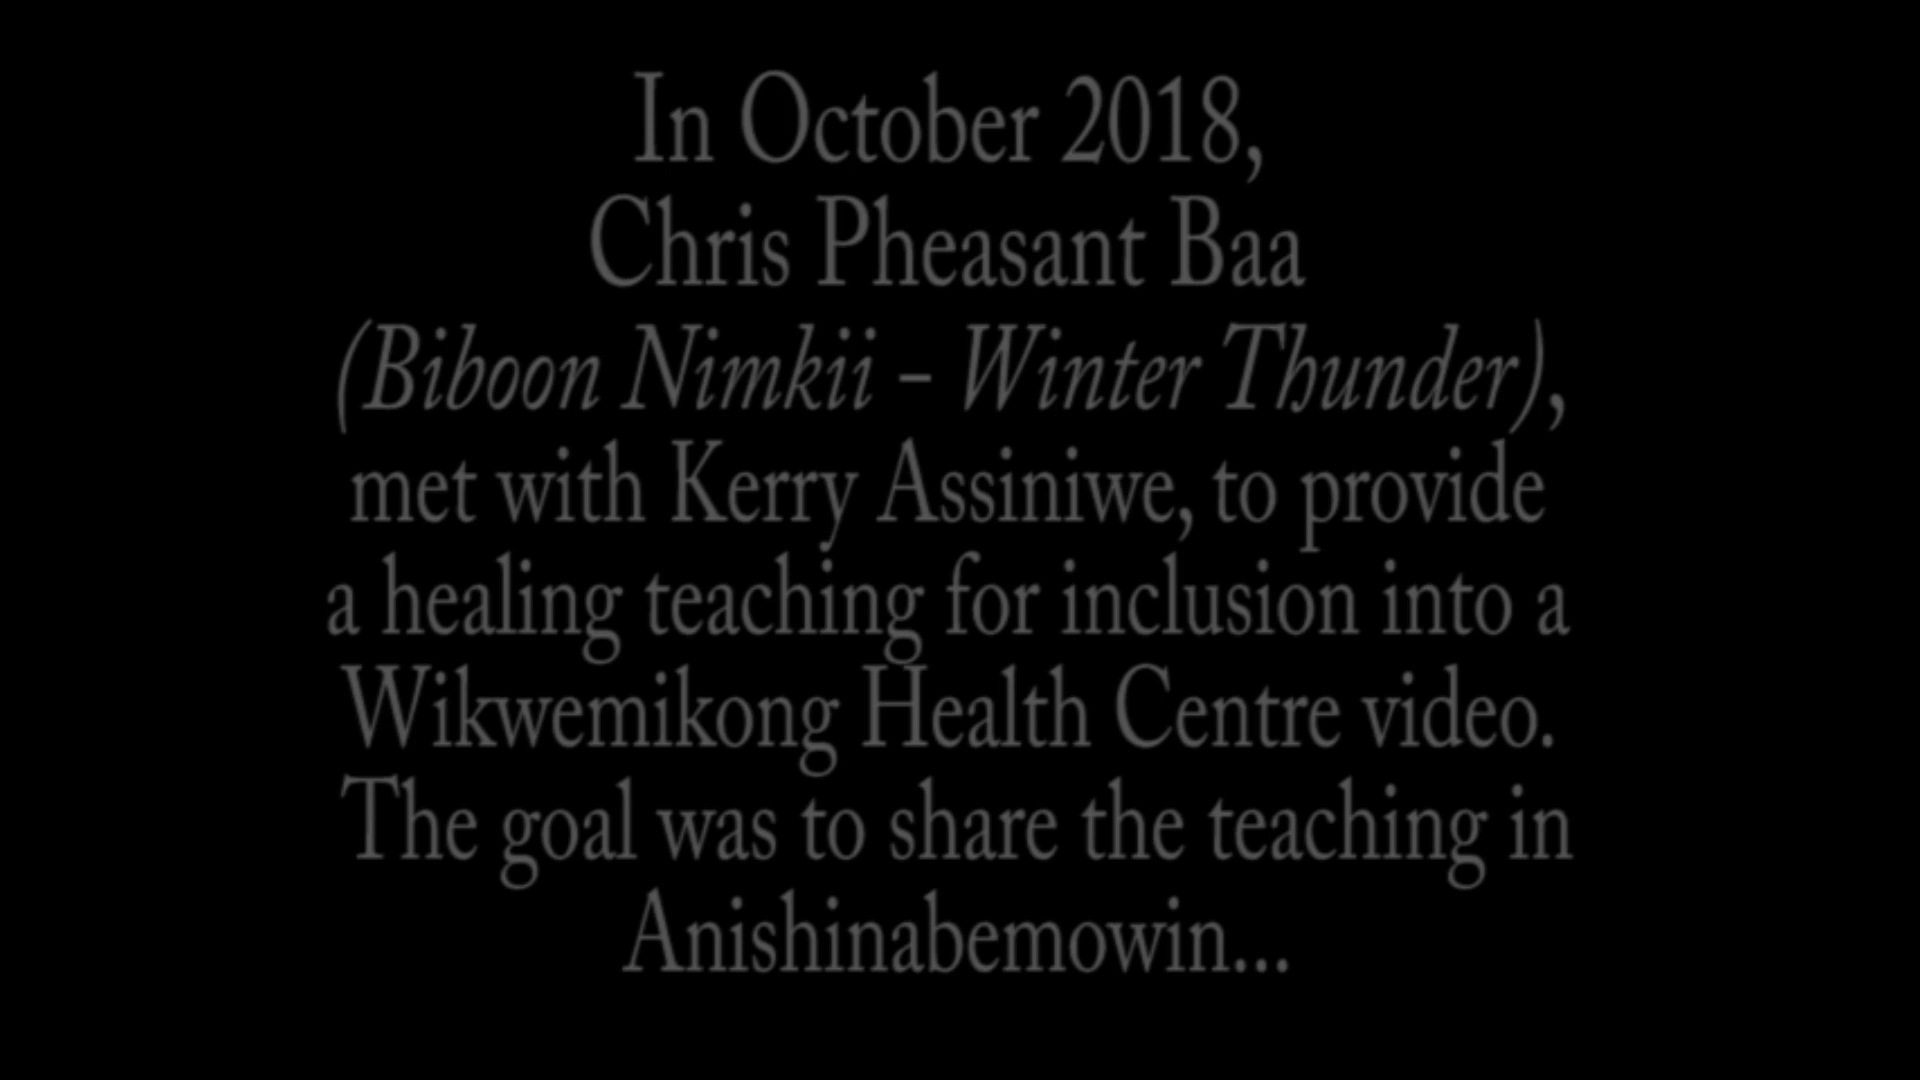 In October 2018,
Chris Pheasant Baa
(Biboon Nimkii - Winter Thunder),
met with Kerry Assiniwe, to provide
a healing teaching for inclusion into a
Wikwemikong Health Centre video.
The goal was to share the teaching in
Anishinabemowin...